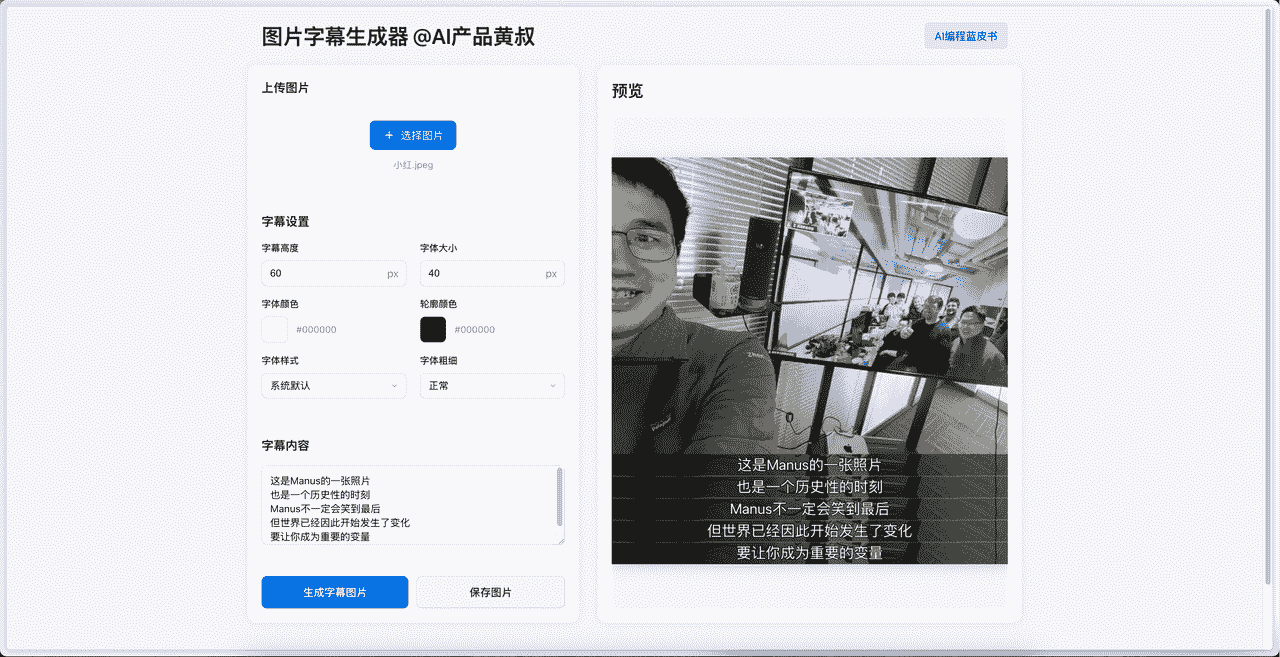 图片字幕生成器 @AI产品黄叔
AI编程蓝皮书
上传图片
+ 选择图片
小红.jpeg
字幕设置
字幕高度
字体大小
60 px
40 px
字体颜色
轮廓颜色
#000000
#000000
字体样式
字体粗细
系统默认
正常
字幕内容
这是Manus的一张照片
也是一个历史性的时刻
Manus不一定会笑到最后
但世界已经因此开始发生了变化
要让你成为重要的变量
生成字幕图片
保存图片
预览
这是Manus的一张照片
也是一个历史性的时刻
Manus不一定会笑到最后
但世界已经因此开始发生了变化
要让你成为重要的变量